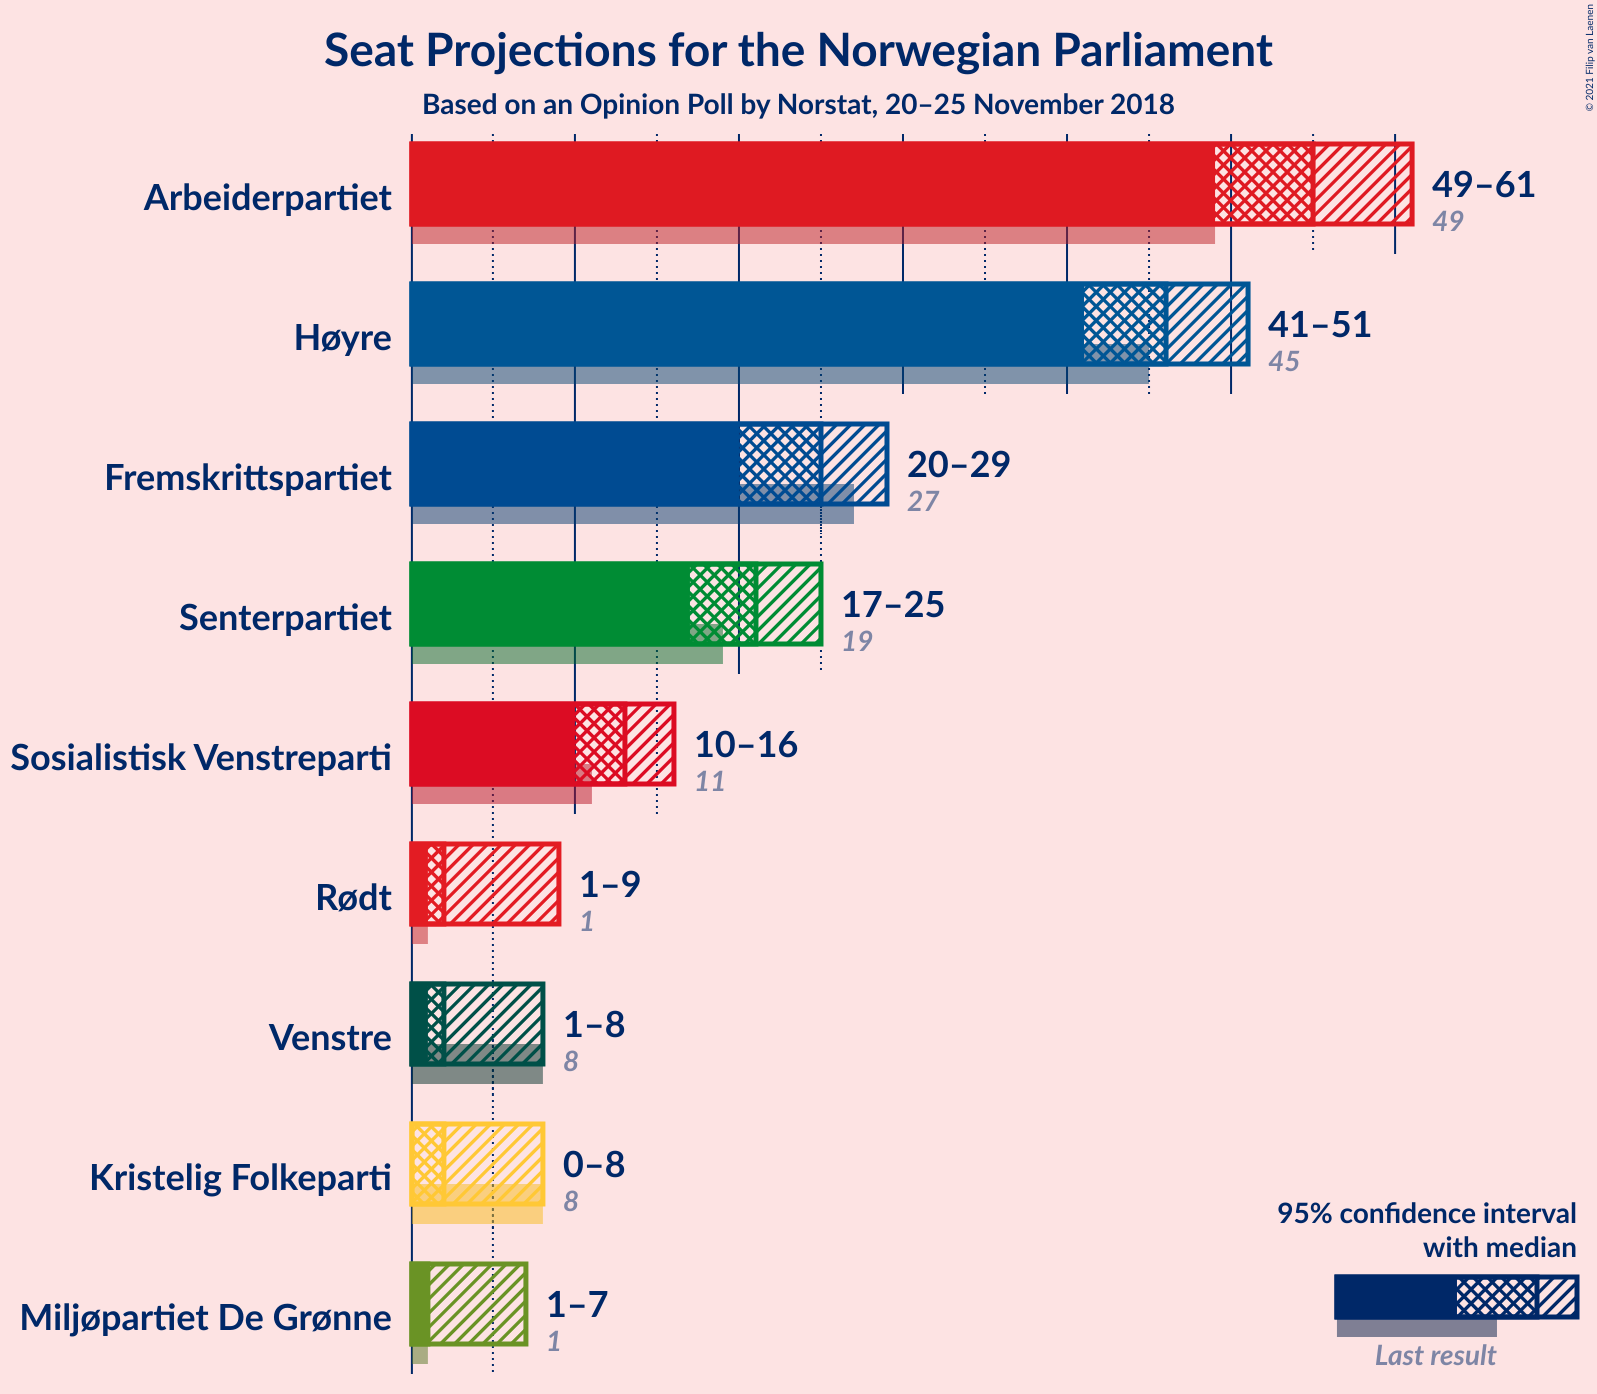 Seat Projections for the Norwegian Parliament
Based on an Opinion Poll by Norstat, 20–25 November 2018
© 2021 Filip van Laenen
Arbeiderpartiet
49–61
49
Høyre
41–51
45
Fremskrittspartiet
20–29
27
Senterpartiet
17–25
19
Sosialistisk Venstreparti
10–16
11
Rødt
1–9
1
Venstre
1–8
8
Kristelig Folkeparti
0–8
8
Miljøpartiet De Grønne
1–7
1
95% confidence interval
with median
Last result